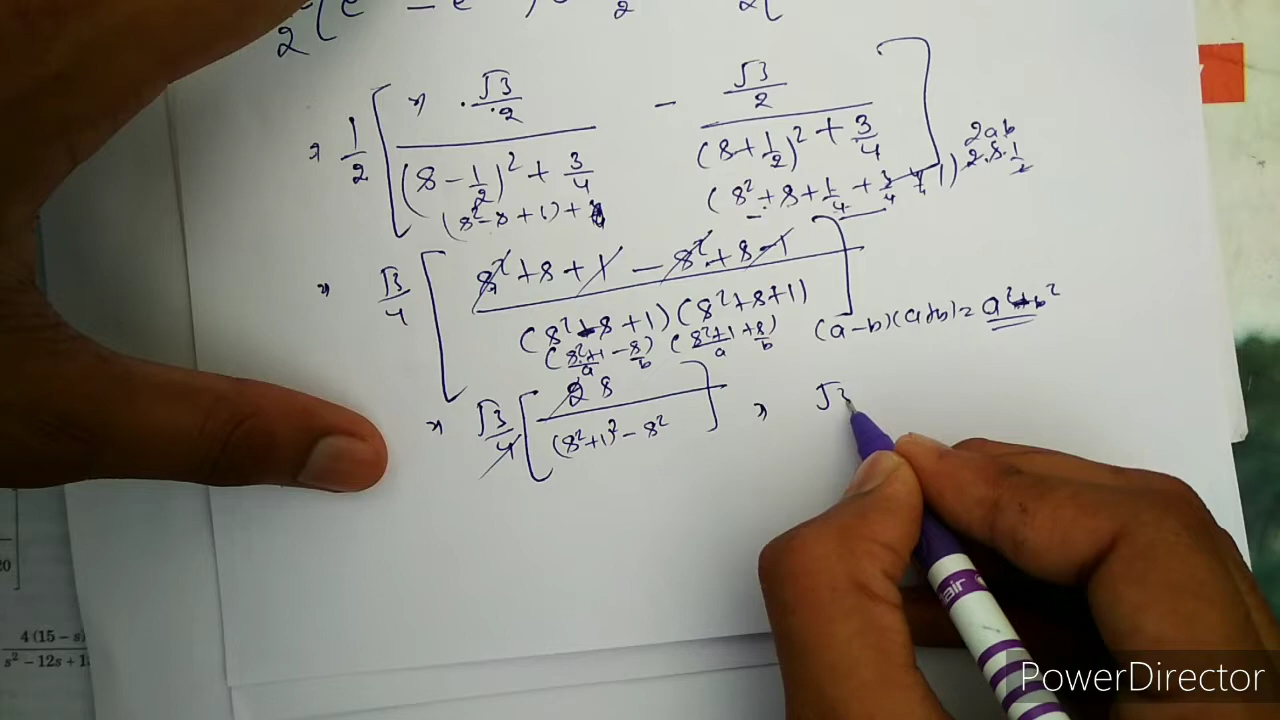 1/2 [ √3/2 / ((s - 1/2)² + 3/4) - √3/2 / ((s + 1/2)² + 3/4) ]
2ab
2.s.1/2
(s² - s + 1) +
(s² + s + 1/4 + 3/4 + 1)
⇒ √3/4 [ s² + s + 1 - s² + s - 1 / (s² - s + 1)(s² + s + 1) ]
(s²+1 - s) (s²+1 + s)
a b a b
(a-b)(a+b) = a² - b²
⇒ √3/4 [ 2s / (s²+1)² - s² ] ⇒ √3
20
4 (15 - s)
s² - 12s + 1
PowerDirector